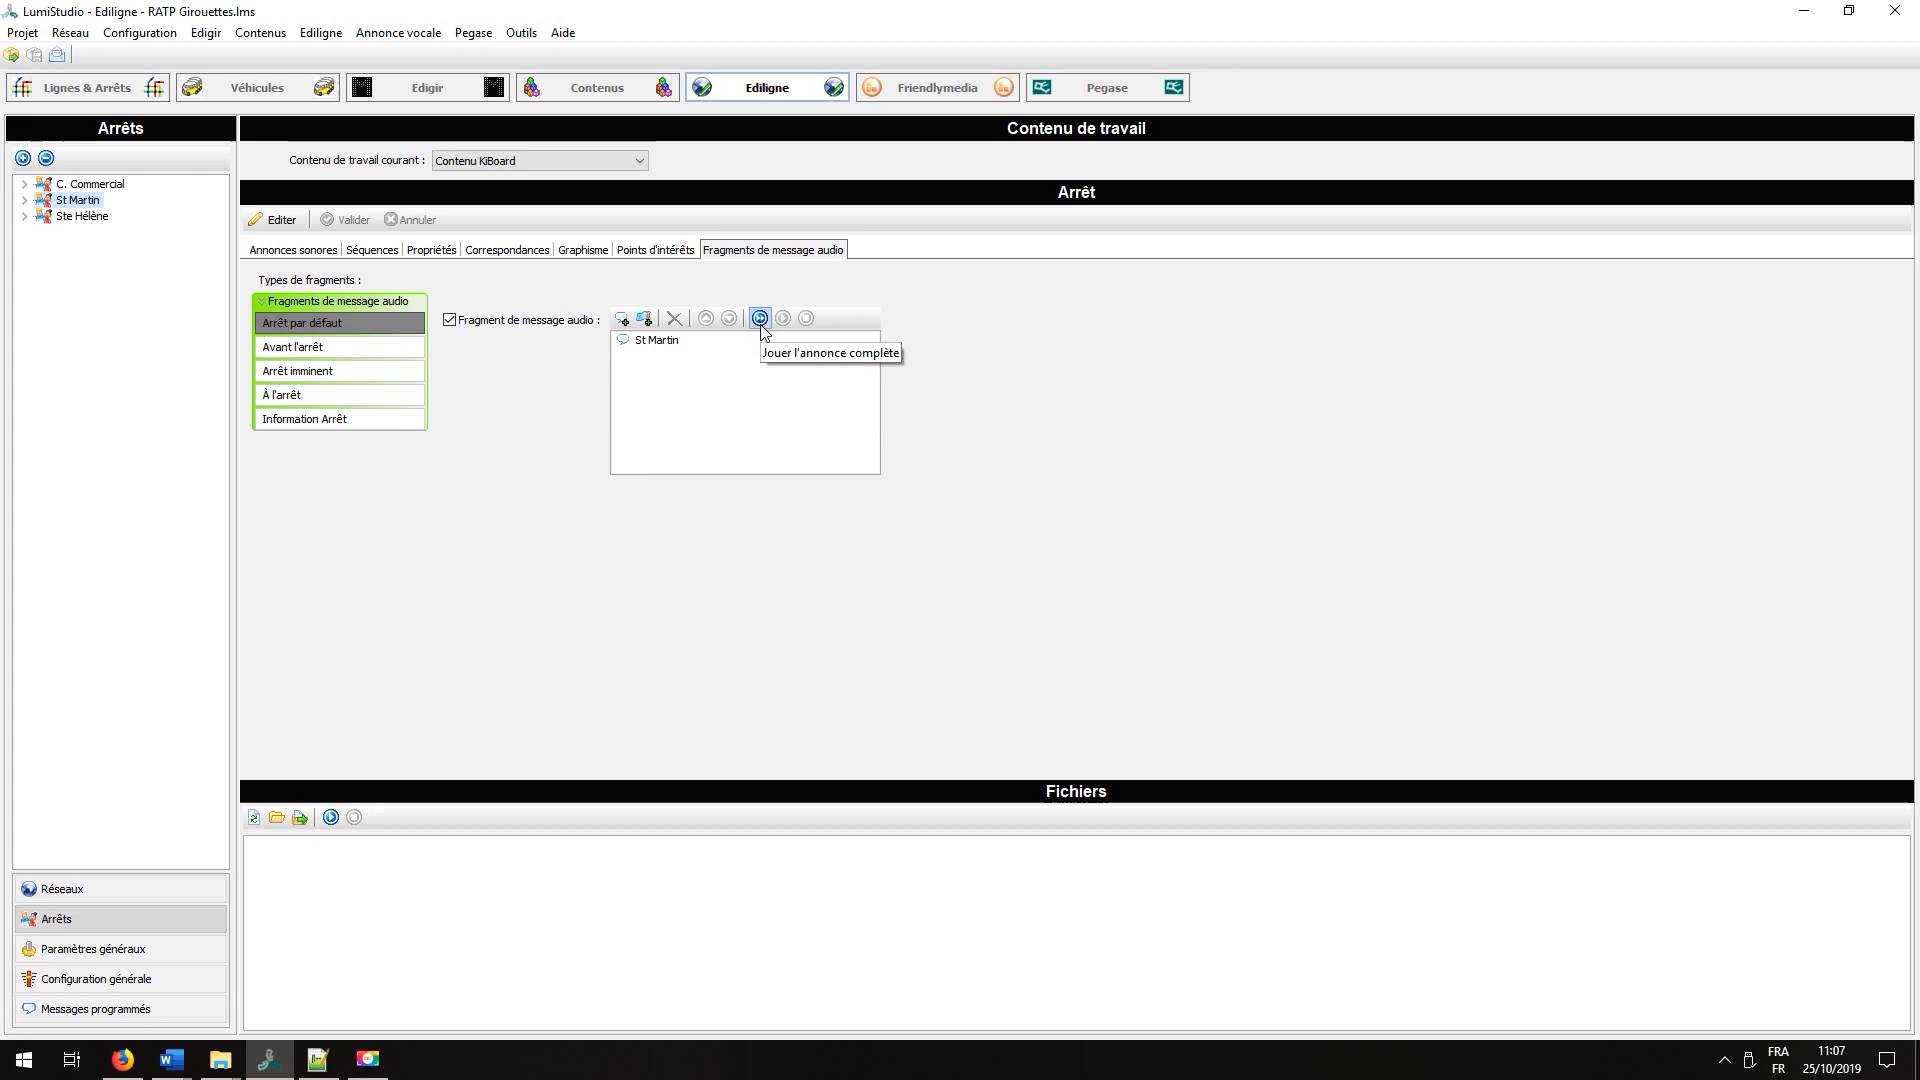 LumiStudio - Ediligne - RATP Girouettes.lms
Projet Réseau Configuration Edigir Contenus Ediligne Annonce vocale Pegase Outils Aide
Lignes & Arrêts Véhicules Edigir Contenus Ediligne Friendlymedia Pegase
Arrêts
C. Commercial
St Martin
Ste Hélène
Contenu de travail
Contenu de travail courant : Contenu KiBoard
Arrêt
Editer Valider Annuler
Annonces sonores Séquences Propriétés Correspondances Graphisme Points d'intérêts Fragments de message audio
Types de fragments :
Fragments de message audio
Arrêt par défaut
Avant l'arrêt
Arrêt imminent
À l'arrêt
Information Arrêt
Fragment de message audio :
St Martin
Jouer l'annonce complète
Fichiers
Réseaux
Arrêts
Paramètres généraux
Configuration générale
Messages programmés
FRA
FR
11:07
25/10/2019